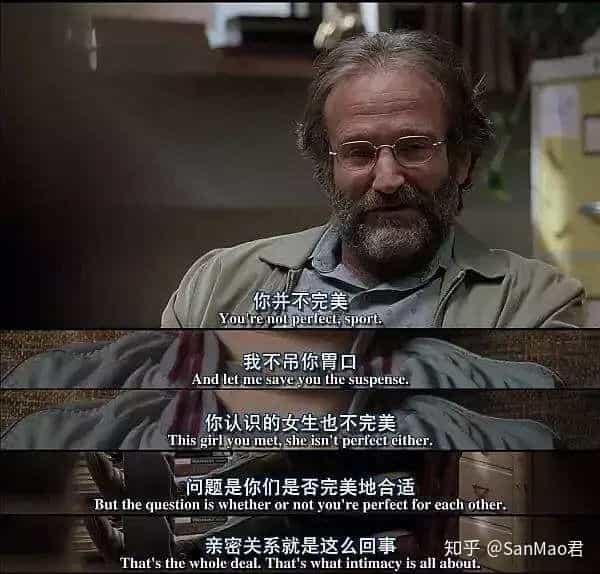 你并不完美
You're not perfect, sport.
我不吊你胃口
And let me save you the suspense.
你认识的女生也不完美
This girl you met, she isn't perfect either.
问题是你们是否完美地合适
But the question is whether or not you're perfect for each other.
亲密关系就是这么回事
That's the whole deal. That's what intimacy is all about.
知乎 @SanMao君